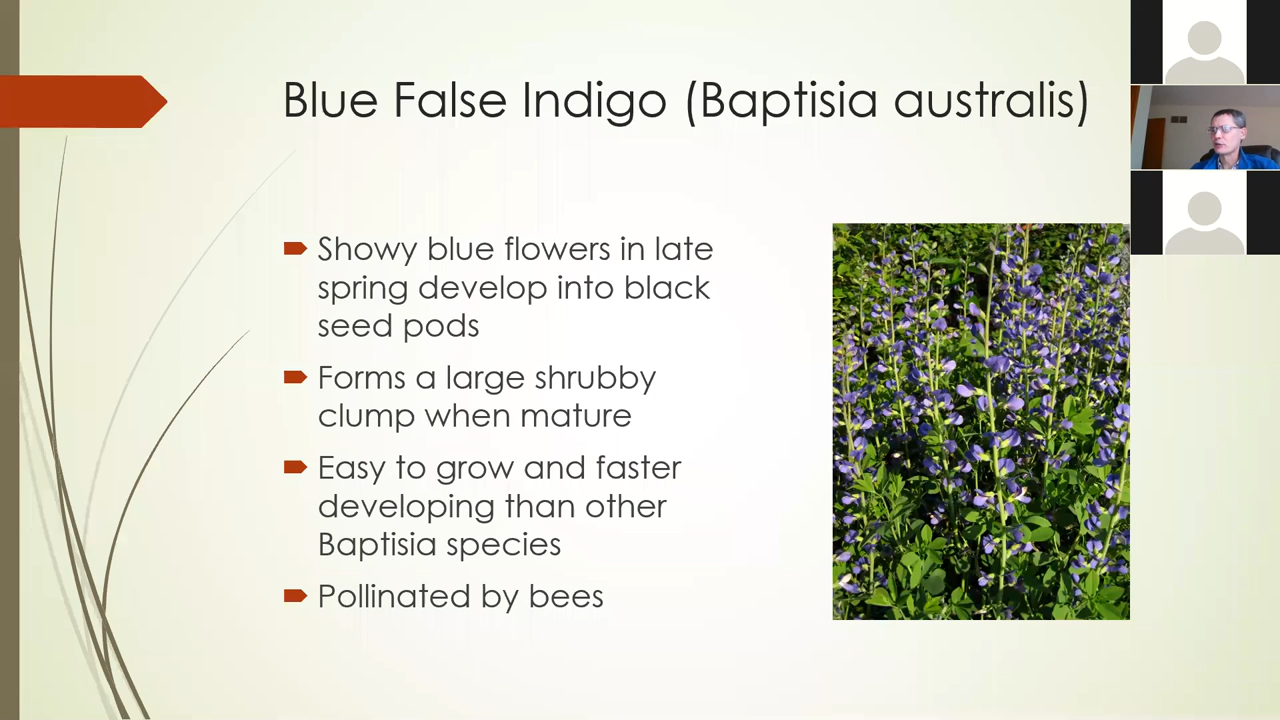 Blue False Indigo (Baptisia australis)
Showy blue flowers in late
spring develop into black
seed pods
Forms a large shrubby
clump when mature
Easy to grow and faster
developing than other
Baptisia species
Pollinated by bees